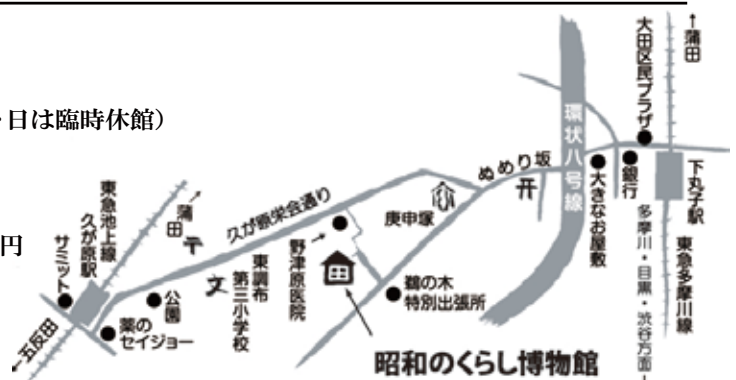 ・日は臨時休館）
円
←蒲田
大田区民プラザ
環状八号線
ぬめり坂
大きなお屋敷
銀行
下丸子駅
東急多摩川線
多摩川・目黒・渋谷方面
庚申塚
久が原栄会通り
蒲田→
東急池上線
久が原駅
サミット
←五反田
薬の
セイジョー
公園
文
東調布
第三小学校
野津原医院
→
鵜の木
特別出張所
昭和のくらし博物館